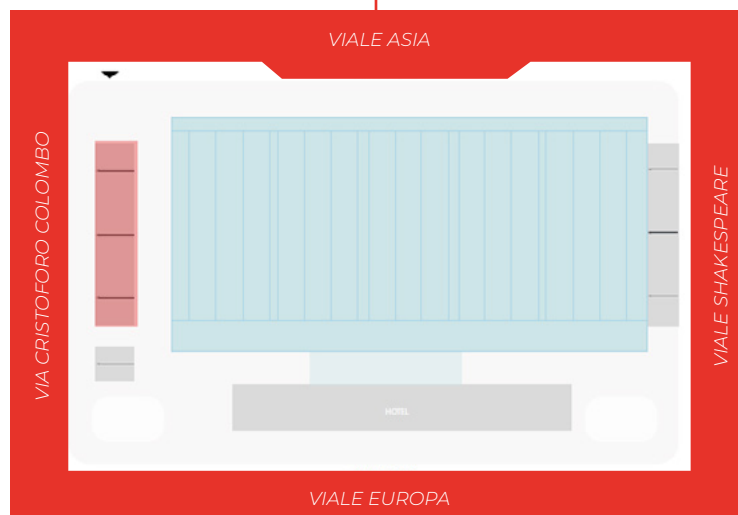 VIALE ASIA
VIA CRISTOFORO COLOMBO
VIALE SHAKESPEARE
HOTEL
VIALE EUROPA